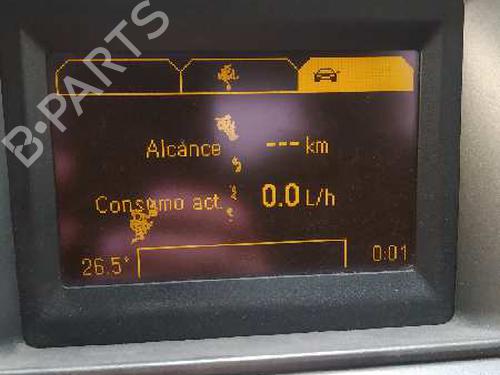 B-PARTS
Alcance --- km
Consumo act. 0.0 L/h
26.5° 0:01